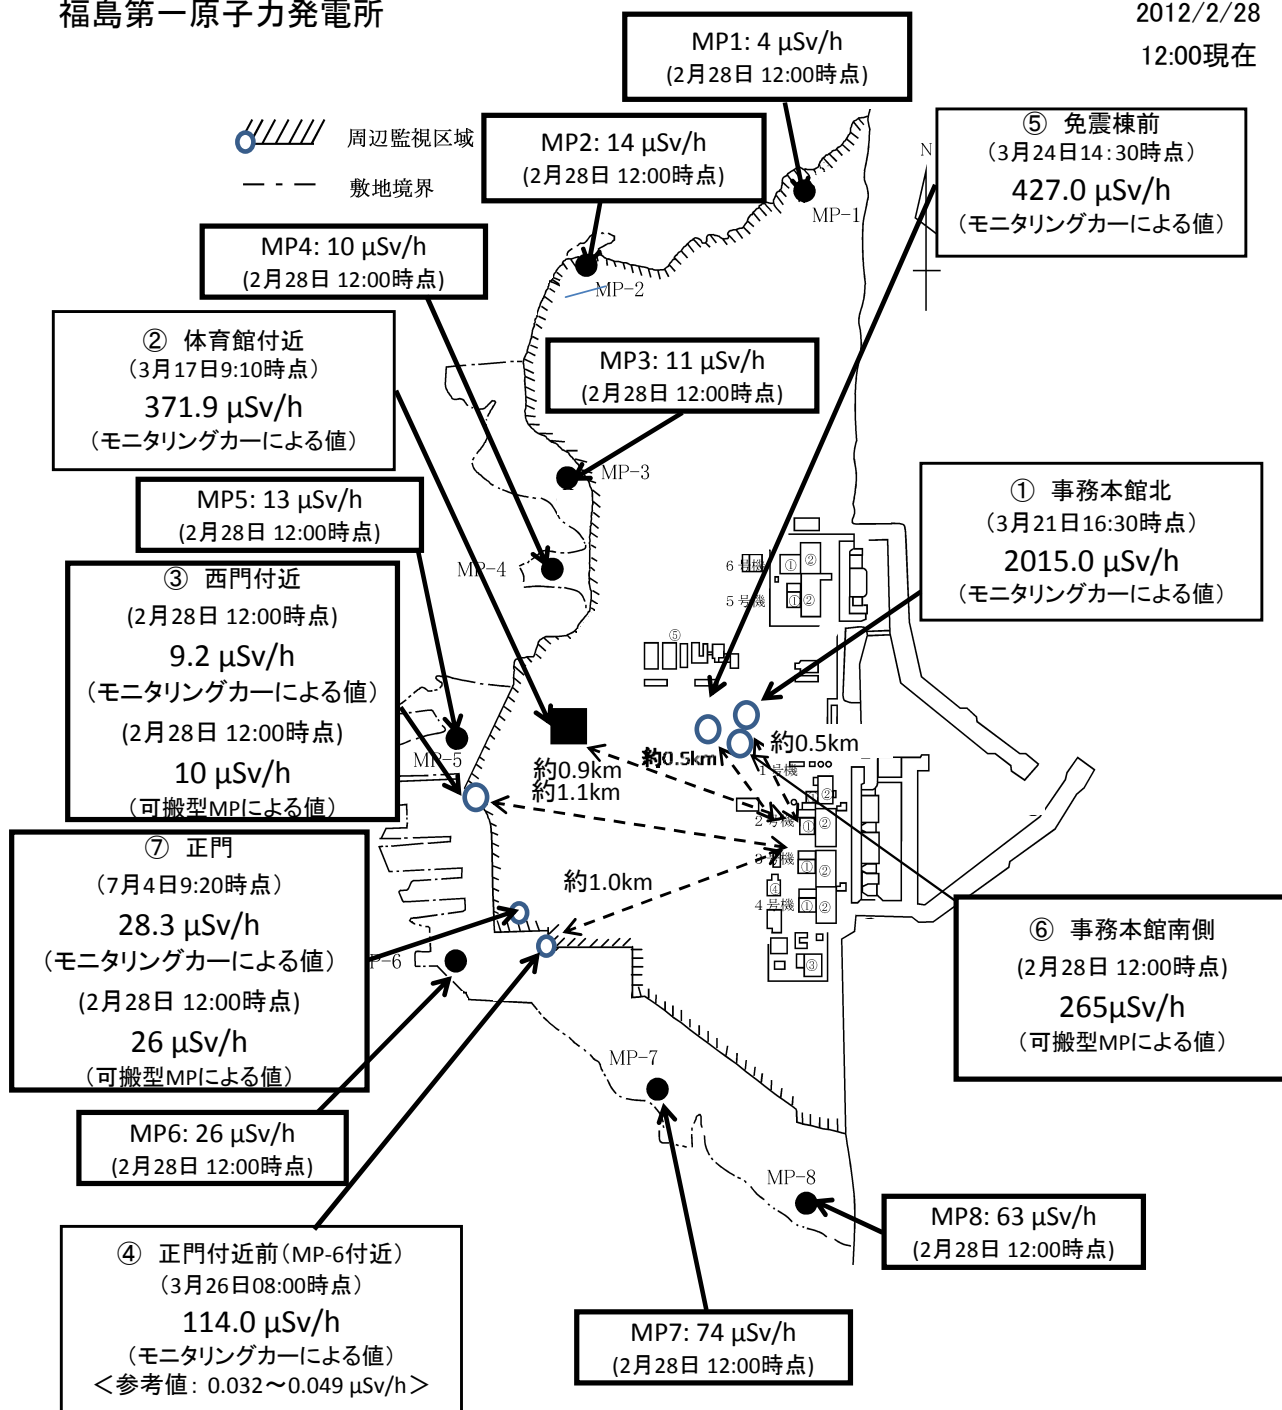 福島第一原子力発電所
2012/2/28
12:00現在
MP1: 4 μSv/h
(2月28日 12:00時点)
周辺監視区域
敷地境界
MP2: 14 μSv/h
(2月28日 12:00時点)
⑤ 免震棟前
(3月24日14:30時点)
427.0 μSv/h
(モニタリングカーによる値)
N
MP-1
MP4: 10 μSv/h
(2月28日 12:00時点)
MP-2
② 体育館付近
(3月17日9:10時点)
371.9 μSv/h
(モニタリングカーによる値)
MP3: 11 μSv/h
(2月28日 12:00時点)
MP-3
MP5: 13 μSv/h
(2月28日 12:00時点)
① 事務本館北
(3月21日16:30時点)
2015.0 μSv/h
(モニタリングカーによる値)
MP-4
6号機
① ②
5号機
① ②
③ 西門付近
(2月28日 12:00時点)
9.2 μSv/h
(モニタリングカーによる値)
(2月28日 12:00時点)
10 μSv/h
(可搬型MPによる値)
⑤
MP-5
約0.9km
約1.1km
約0.5km
約0.5km
1号機
②
2号機
① ②
3号機
① ②
④
4号機
① ②
③
約1.0km
⑦ 正門
(7月4日9:20時点)
28.3 μSv/h
(モニタリングカーによる値)
(2月28日 12:00時点)
26 μSv/h
(可搬型MPによる値)
P-6
⑥ 事務本館南側
(2月28日 12:00時点)
265μSv/h
(可搬型MPによる値)
MP-7
MP6: 26 μSv/h
(2月28日 12:00時点)
MP-8
MP8: 63 μSv/h
(2月28日 12:00時点)
④ 正門付近前(MP-6付近)
(3月26日08:00時点)
114.0 μSv/h
(モニタリングカーによる値)
<参考値: 0.032~0.049 μSv/h>
MP7: 74 μSv/h
(2月28日 12:00時点)